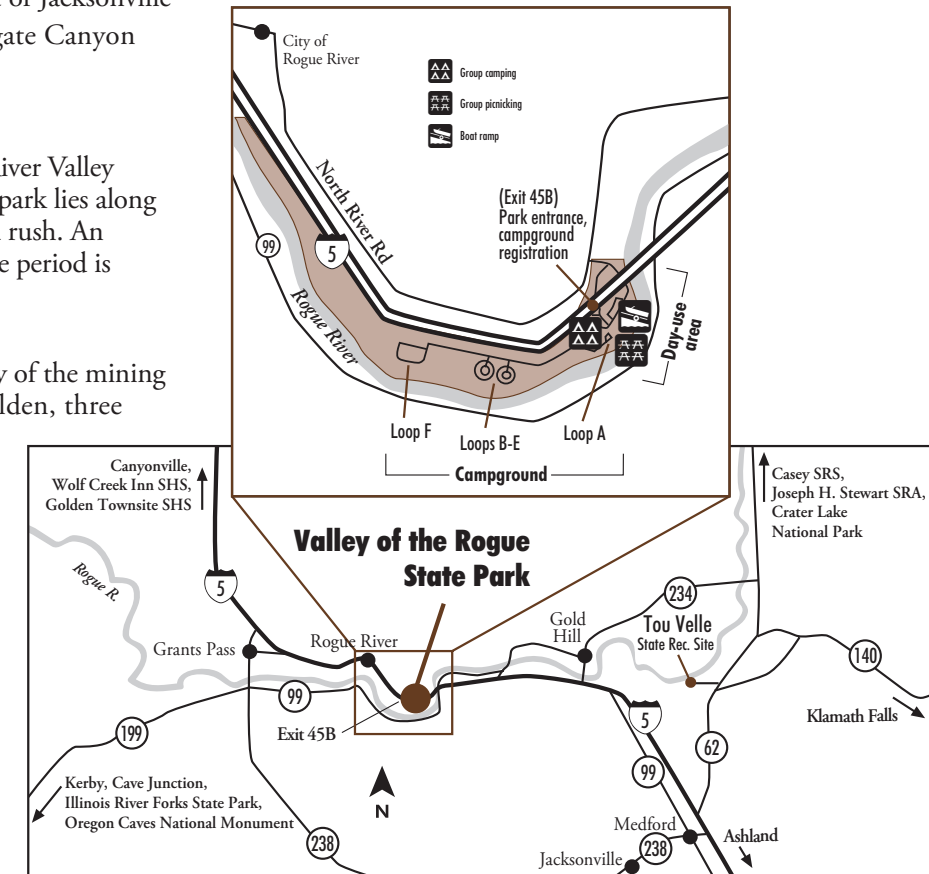 t of Jacksonville
gate Canyon
iver Valley
park lies along
rush. An
e period is
y of the mining
lden, three
City of
Rogue River
Group camping
Group picnicking
Boat ramp
North River Rd
(Exit 45B)
Park entrance,
campground
registration
99
5
Rogue River
Day-use
area
Loop F
Loops B-E
Loop A
Campground
Canyonville,
Wolf Creek Inn SHS,
Golden Townsite SHS
Casey SRS,
Joseph H. Stewart SRA,
Crater Lake
National Park
Valley of the Rogue
State Park
Rogue R.
5
234
Gold
Hill
Tou Velle
State Rec. Site
Rogue River
Grants Pass
140
99
Klamath Falls
Exit 45B
199
5
62
99
Kerby, Cave Junction,
Illinois River Forks State Park,
Oregon Caves National Monument
N
Medford
Ashland
238
238
Jacksonville